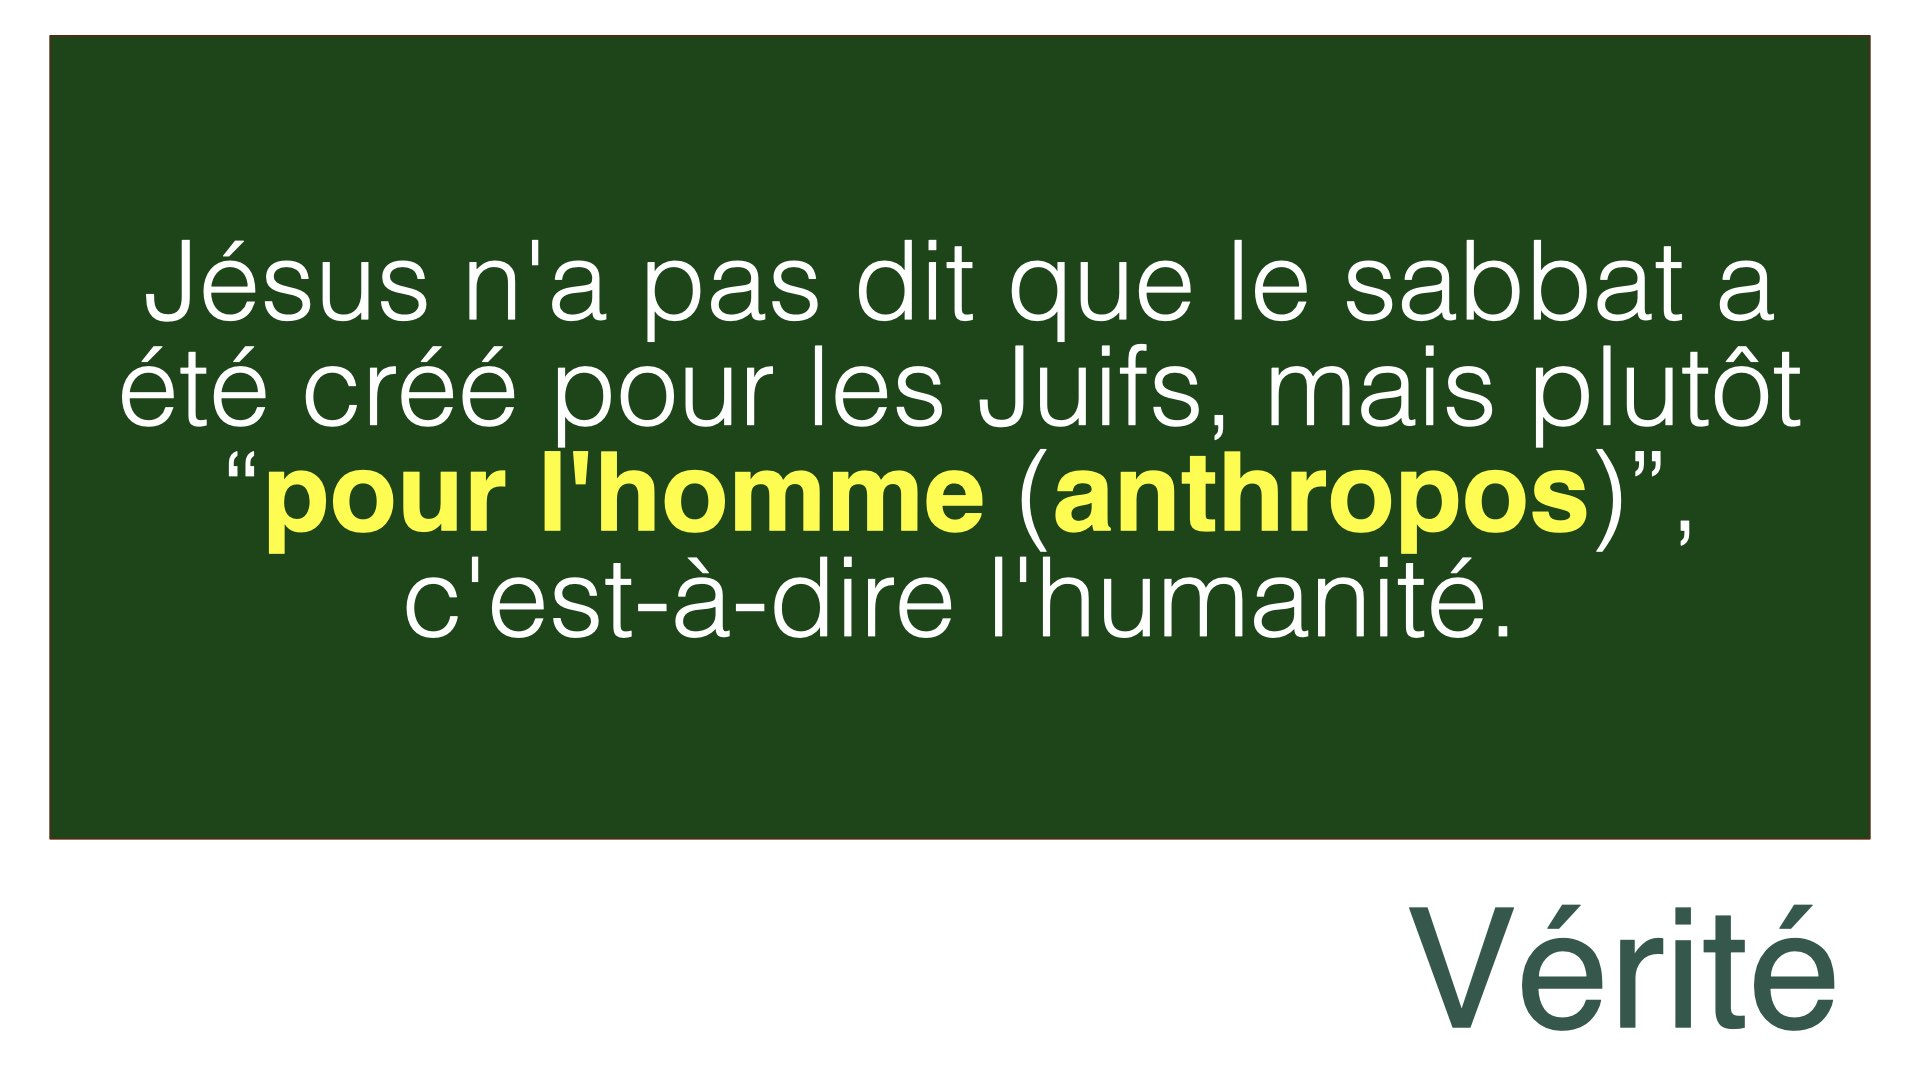 Jésus n'a pas dit que le sabbat a
été créé pour les Juifs, mais plutôt
“pour l'homme (anthropos)”,
c'est-à-dire l'humanité.
Vérité